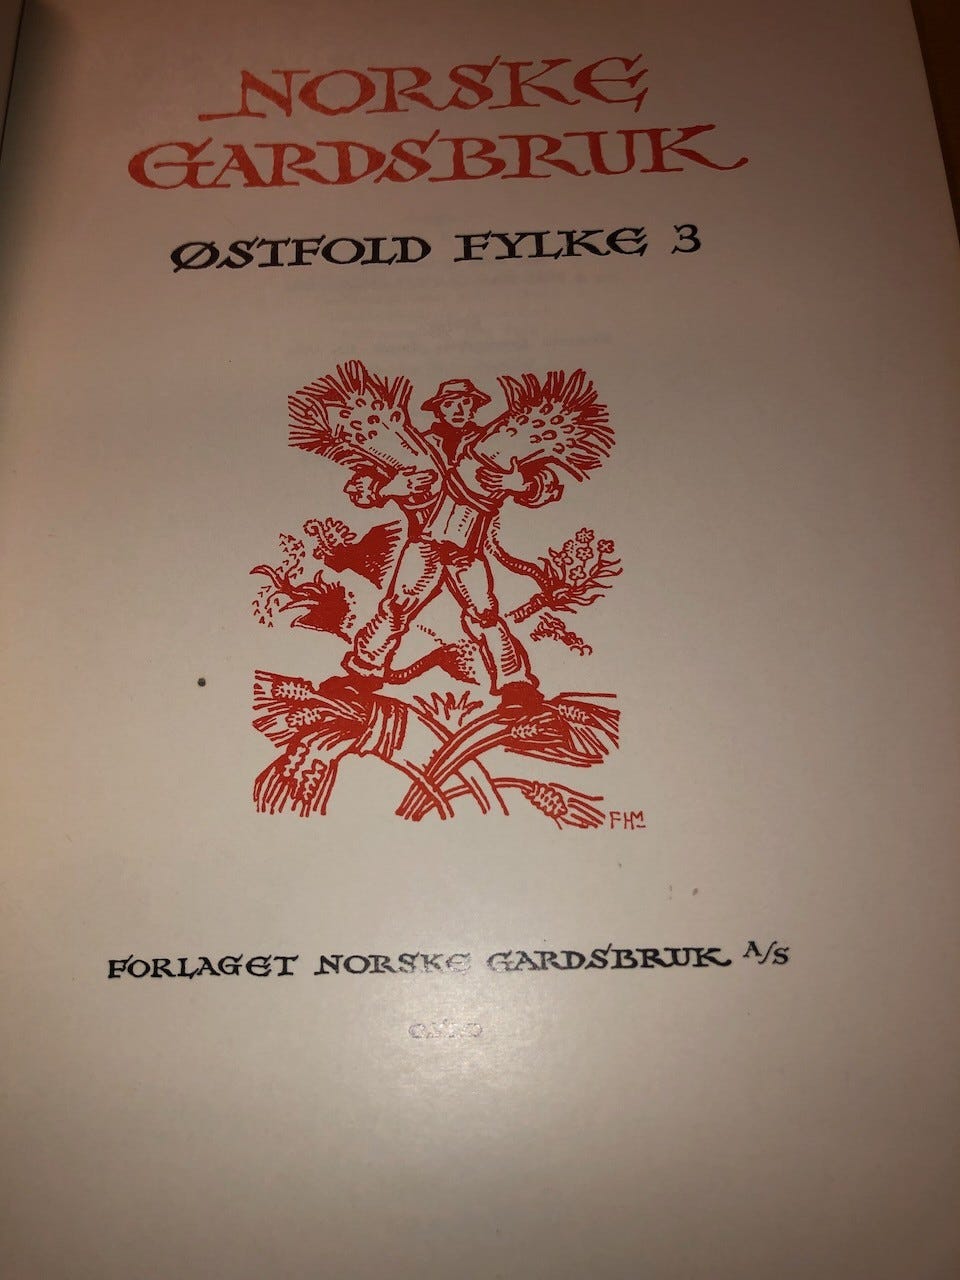 NORSKE
GARDSBRUK
ØSTFOLD FYLKE 3
FHM
FORLAGET NORSKE GARDSBRUK A/S
OSLO